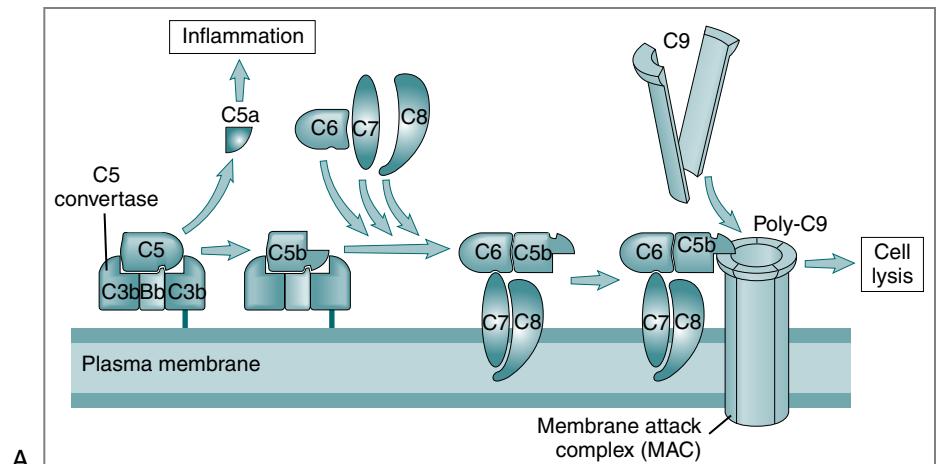 Inflammation
C9
C5a
C6
C7
C8
C5
convertase
Poly-C9
C5
C5b
C6
C5b
C6
C5b
Cell
lysis
C3b
Bb
C3b
C7
C8
C7
C8
Plasma membrane
Membrane attack
complex (MAC)
A